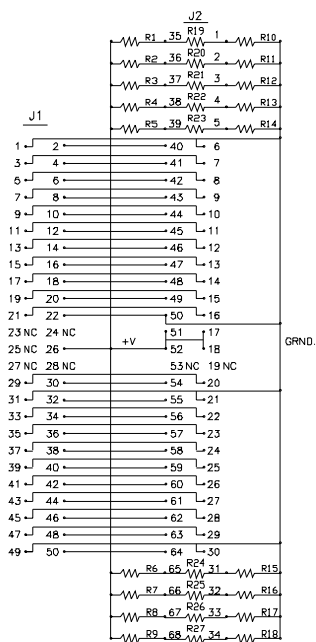 J2
R1 35 R19 1 R10
R2 36 R20 2 R11
R3 37 R21 3 R12
R4 38 R22 4 R13
R5 39 R23 5 R14
J1
1 2 40 6
3 4 41 7
5 6 42 8
7 8 43 9
9 10 44 10
11 12 45 11
13 14 46 12
15 16 47 13
17 18 48 14
19 20 49 15
21 22 50 16
23 NC 24 NC 51 17
25 NC 26 +V 52 18
GRND.
27 NC 28 NC 53 NC 19 NC
29 30 54 20
31 32 55 21
33 34 56 22
35 36 57 23
37 38 58 24
39 40 59 25
41 42 60 26
43 44 61 27
45 46 62 28
47 48 63 29
49 50 64 30
R6 65 R24 31 R15
R7 66 R25 32 R16
R8 67 R26 33 R17
R9 68 R27 34 R18